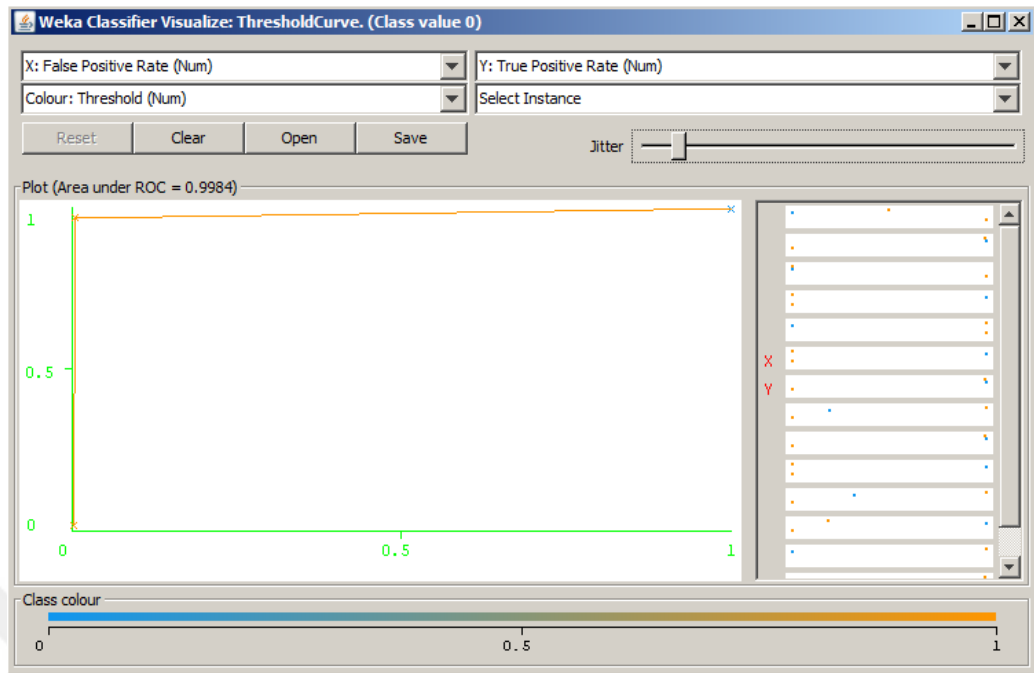 Weka Classifier Visualize: ThresholdCurve. (Class value 0)
X: False Positive Rate (Num) Y: True Positive Rate (Num)
Colour: Threshold (Num) Select Instance
Reset Clear Open Save Jitter
Plot (Area under ROC = 0.9984)
1
0.5
0
0 0.5 1
X
Y
Class colour
0 0.5 1